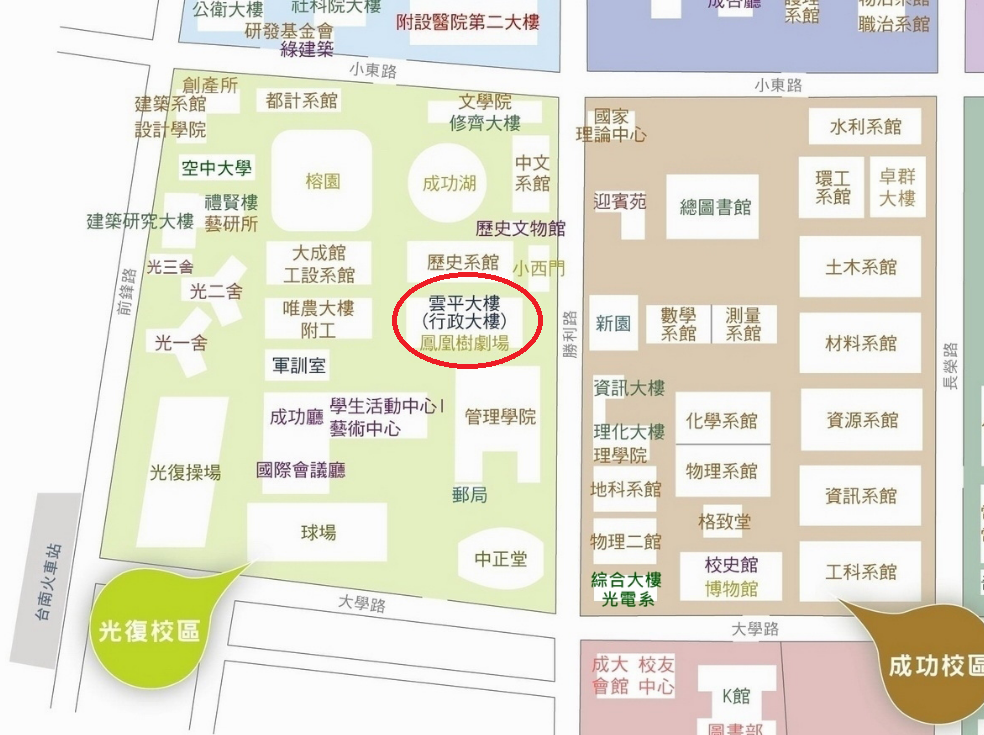 公衛大樓
社科院大樓
研發基金會
綠建築
附設醫院第二大樓
成杏廳
護理
系館
物治系館
職治系館
小東路
小東路
創產所
建築系館
設計學院
都計系館
文學院
修齊大樓
空中大學
榕園
成功湖
中文
系館
禮賢樓
藝研所
建築研究大樓
歷史文物館
光三舍
光二舍
光一舍
大成館
工設系館
歷史系館
小西門
唯農大樓
附工
雲平大樓
(行政大樓)
鳳凰樹劇場
軍訓室
前鋒路
勝利路
長榮路
成功廳
學生活動中心I
藝術中心
管理學院
光復操場
國際會議廳
郵局
球場
中正堂
台南火車站
光復校區
大學路
國家
理論中心
水利系館
迎賓苑
總圖書館
環工
系館
卓群
大樓
土木系館
新園
數學
系館
測量
系館
材料系館
資訊大樓
理化大樓
理學院
化學系館
資源系館
地科系館
物理系館
資訊系館
物理二館
格致堂
綜合大樓
光電系
校史館
博物館
工科系館
大學路
成功校區
成大
會館
校友
中心
K館
圖書部